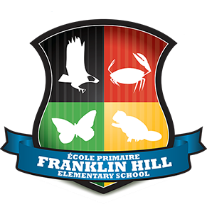 ÉCOLE PRIMAIRE
FRANKLIN HILL
ELEMENTARY SCHOOL